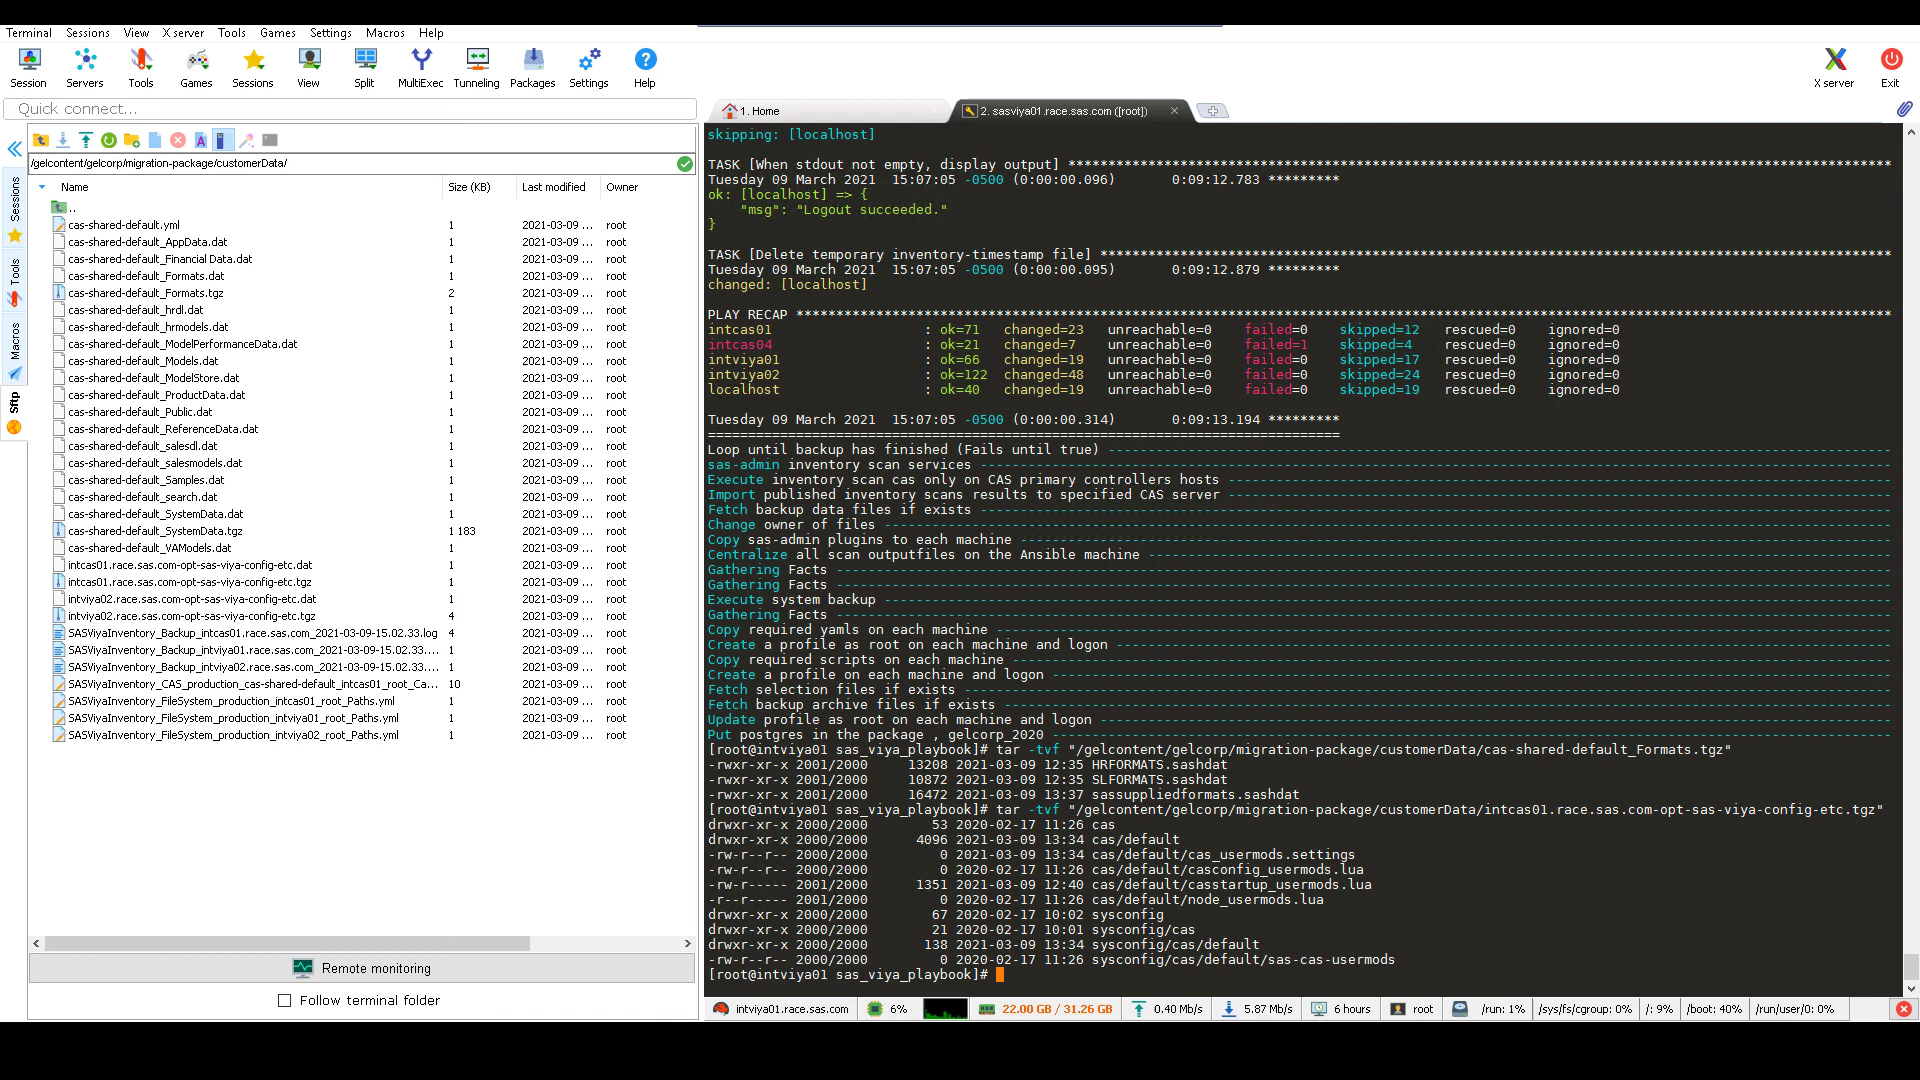 Terminal Sessions View X server Tools Games Settings Macros Help
Session Servers Tools Games Sessions View Split MultiExec Tunneling Packages Settings Help X server Exit
Quick connect...
1. Home
2. sasviya01.race.sas.com ([root])
Sessions
Tools
Macros
Sftp
/gelcontent/gelcorp/migration-package/customerData/
Name Size (KB) Last modified Owner
..
cas-shared-default.yml 1 2021-03-09 ... root
cas-shared-default_AppData.dat 1 2021-03-09 ... root
cas-shared-default_Financial Data.dat 1 2021-03-09 ... root
cas-shared-default_Formats.dat 1 2021-03-09 ... root
cas-shared-default_Formats.tgz 2 2021-03-09 ... root
cas-shared-default_hrdl.dat 1 2021-03-09 ... root
cas-shared-default_hrmodels.dat 1 2021-03-09 ... root
cas-shared-default_ModelPerformanceData.dat 1 2021-03-09 ... root
cas-shared-default_Models.dat 1 2021-03-09 ... root
cas-shared-default_ModelStore.dat 1 2021-03-09 ... root
cas-shared-default_ProductData.dat 1 2021-03-09 ... root
cas-shared-default_Public.dat 1 2021-03-09 ... root
cas-shared-default_ReferenceData.dat 1 2021-03-09 ... root
cas-shared-default_salesdl.dat 1 2021-03-09 ... root
cas-shared-default_salesmodels.dat 1 2021-03-09 ... root
cas-shared-default_Samples.dat 1 2021-03-09 ... root
cas-shared-default_search.dat 1 2021-03-09 ... root
cas-shared-default_SystemData.dat 1 2021-03-09 ... root
cas-shared-default_SystemData.tgz 1 183 2021-03-09 ... root
cas-shared-default_VAModels.dat 1 2021-03-09 ... root
intcas01.race.sas.com-opt-sas-viya-config-etc.dat 1 2021-03-09 ... root
intcas01.race.sas.com-opt-sas-viya-config-etc.tgz 1 2021-03-09 ... root
intviya02.race.sas.com-opt-sas-viya-config-etc.dat 1 2021-03-09 ... root
intviya02.race.sas.com-opt-sas-viya-config-etc.tgz 4 2021-03-09 ... root
SASViyaInventory_Backup_intcas01.race.sas.com_2021-03-09-15.02.33.log 4 2021-03-09 ... root
SASViyaInventory_Backup_intviya01.race.sas.com_2021-03-09-15.02.33.... 1 2021-03-09 ... root
SASViyaInventory_Backup_intviya02.race.sas.com_2021-03-09-15.02.33.... 1 2021-03-09 ... root
SASViyaInventory_CAS_production_cas-shared-default_intcas01_root_Ca... 10 2021-03-09 ... root
SASViyaInventory_FileSystem_production_intcas01_root_Paths.yml 1 2021-03-09 ... root
SASViyaInventory_FileSystem_production_intviya01_root_Paths.yml 1 2021-03-09 ... root
SASViyaInventory_FileSystem_production_intviya02_root_Paths.yml 1 2021-03-09 ... root
Remote monitoring
Follow terminal folder
skipping: [localhost]
TASK [When stdout not empty, display output] *******************************************************************************************************
Tuesday 09 March 2021  15:07:05 -0500 (0:00:00.096)       0:09:12.783 *********
ok: [localhost] => {
    "msg": "Logout succeeded."
}
TASK [Delete temporary inventory-timestamp file] ****************************************************************************************************
Tuesday 09 March 2021  15:07:05 -0500 (0:00:00.095)       0:09:12.879 *********
changed: [localhost]
PLAY RECAP *****************************************************************************************************************************************
intcas01                   : ok=71   changed=23   unreachable=0    failed=0    skipped=12   rescued=0    ignored=0
intcas04                   : ok=21   changed=7    unreachable=0    failed=1    skipped=4    rescued=0    ignored=0
intviya01                  : ok=66   changed=19   unreachable=0    failed=0    skipped=17   rescued=0    ignored=0
intviya02                  : ok=122  changed=48   unreachable=0    failed=0    skipped=24   rescued=0    ignored=0
localhost                  : ok=40   changed=19   unreachable=0    failed=0    skipped=19   rescued=0    ignored=0
Tuesday 09 March 2021  15:07:05 -0500 (0:00:00.314)       0:09:13.194 *********
===============================================================================
Loop until backup has finished (Fails until true) ----------
sas-admin inventory scan services ----------
Execute inventory scan cas only on CAS primary controllers hosts ----------
Import published inventory scans results to specified CAS server ----------
Fetch backup data files if exists ----------
Change owner of files ----------
Copy sas-admin plugins to each machine ----------
Centralize all scan outputfiles on the Ansible machine ----------
Gathering Facts ----------
Gathering Facts ----------
Execute system backup ----------
Gathering Facts ----------
Copy required yamls on each machine ----------
Create a profile as root on each machine and logon ----------
Copy required scripts on each machine ----------
Create a profile on each machine and logon ----------
Fetch selection files if exists ----------
Fetch backup archive files if exists ----------
Update profile as root on each machine and logon ----------
Put postgres in the package , gelcorp_2020 ----------
[root@intviya01 sas_viya_playbook]# tar -tvf "/gelcontent/gelcorp/migration-package/customerData/cas-shared-default_Formats.tgz"
-rwxr-xr-x 2001/2000     13208 2021-03-09 12:35 HRFORMATS.sashdat
-rwxr-xr-x 2001/2000     10872 2021-03-09 12:35 SLFORMATS.sashdat
-rwxr-xr-x 2001/2000     16472 2021-03-09 13:37 sassuppliedformats.sashdat
[root@intviya01 sas_viya_playbook]# tar -tvf "/gelcontent/gelcorp/migration-package/customerData/intcas01.race.sas.com-opt-sas-viya-config-etc.tgz"
drwxr-xr-x 2000/2000        53 2020-02-17 11:26 cas
drwxr-xr-x 2000/2000      4096 2021-03-09 13:34 cas/default
-rw-r--r-- 2000/2000         0 2021-03-09 13:34 cas/default/cas_usermods.settings
-rw-r--r-- 2000/2000         0 2020-02-17 11:26 cas/default/casconfig_usermods.lua
-rw-r----- 2001/2000      1351 2021-03-09 12:40 cas/default/casstartup_usermods.lua
-r--r----- 2001/2000         0 2020-02-17 11:26 cas/default/node_usermods.lua
drwxr-xr-x 2000/2000        67 2020-02-17 10:02 sysconfig
drwxr-xr-x 2000/2000        21 2020-02-17 10:01 sysconfig/cas
drwxr-xr-x 2000/2000       138 2021-03-09 13:34 sysconfig/cas/default
-rw-r--r-- 2000/2000         0 2020-02-17 11:26 sysconfig/cas/default/sas-cas-usermods
[root@intviya01 sas_viya_playbook]#
intviya01.race.sas.com 6% 22.00 GB / 31.26 GB 0.40 Mb/s 5.87 Mb/s 6 hours root /run: 1% /sys/fs/cgroup: 0% /: 9% /boot: 40% /run/user/0: 0%